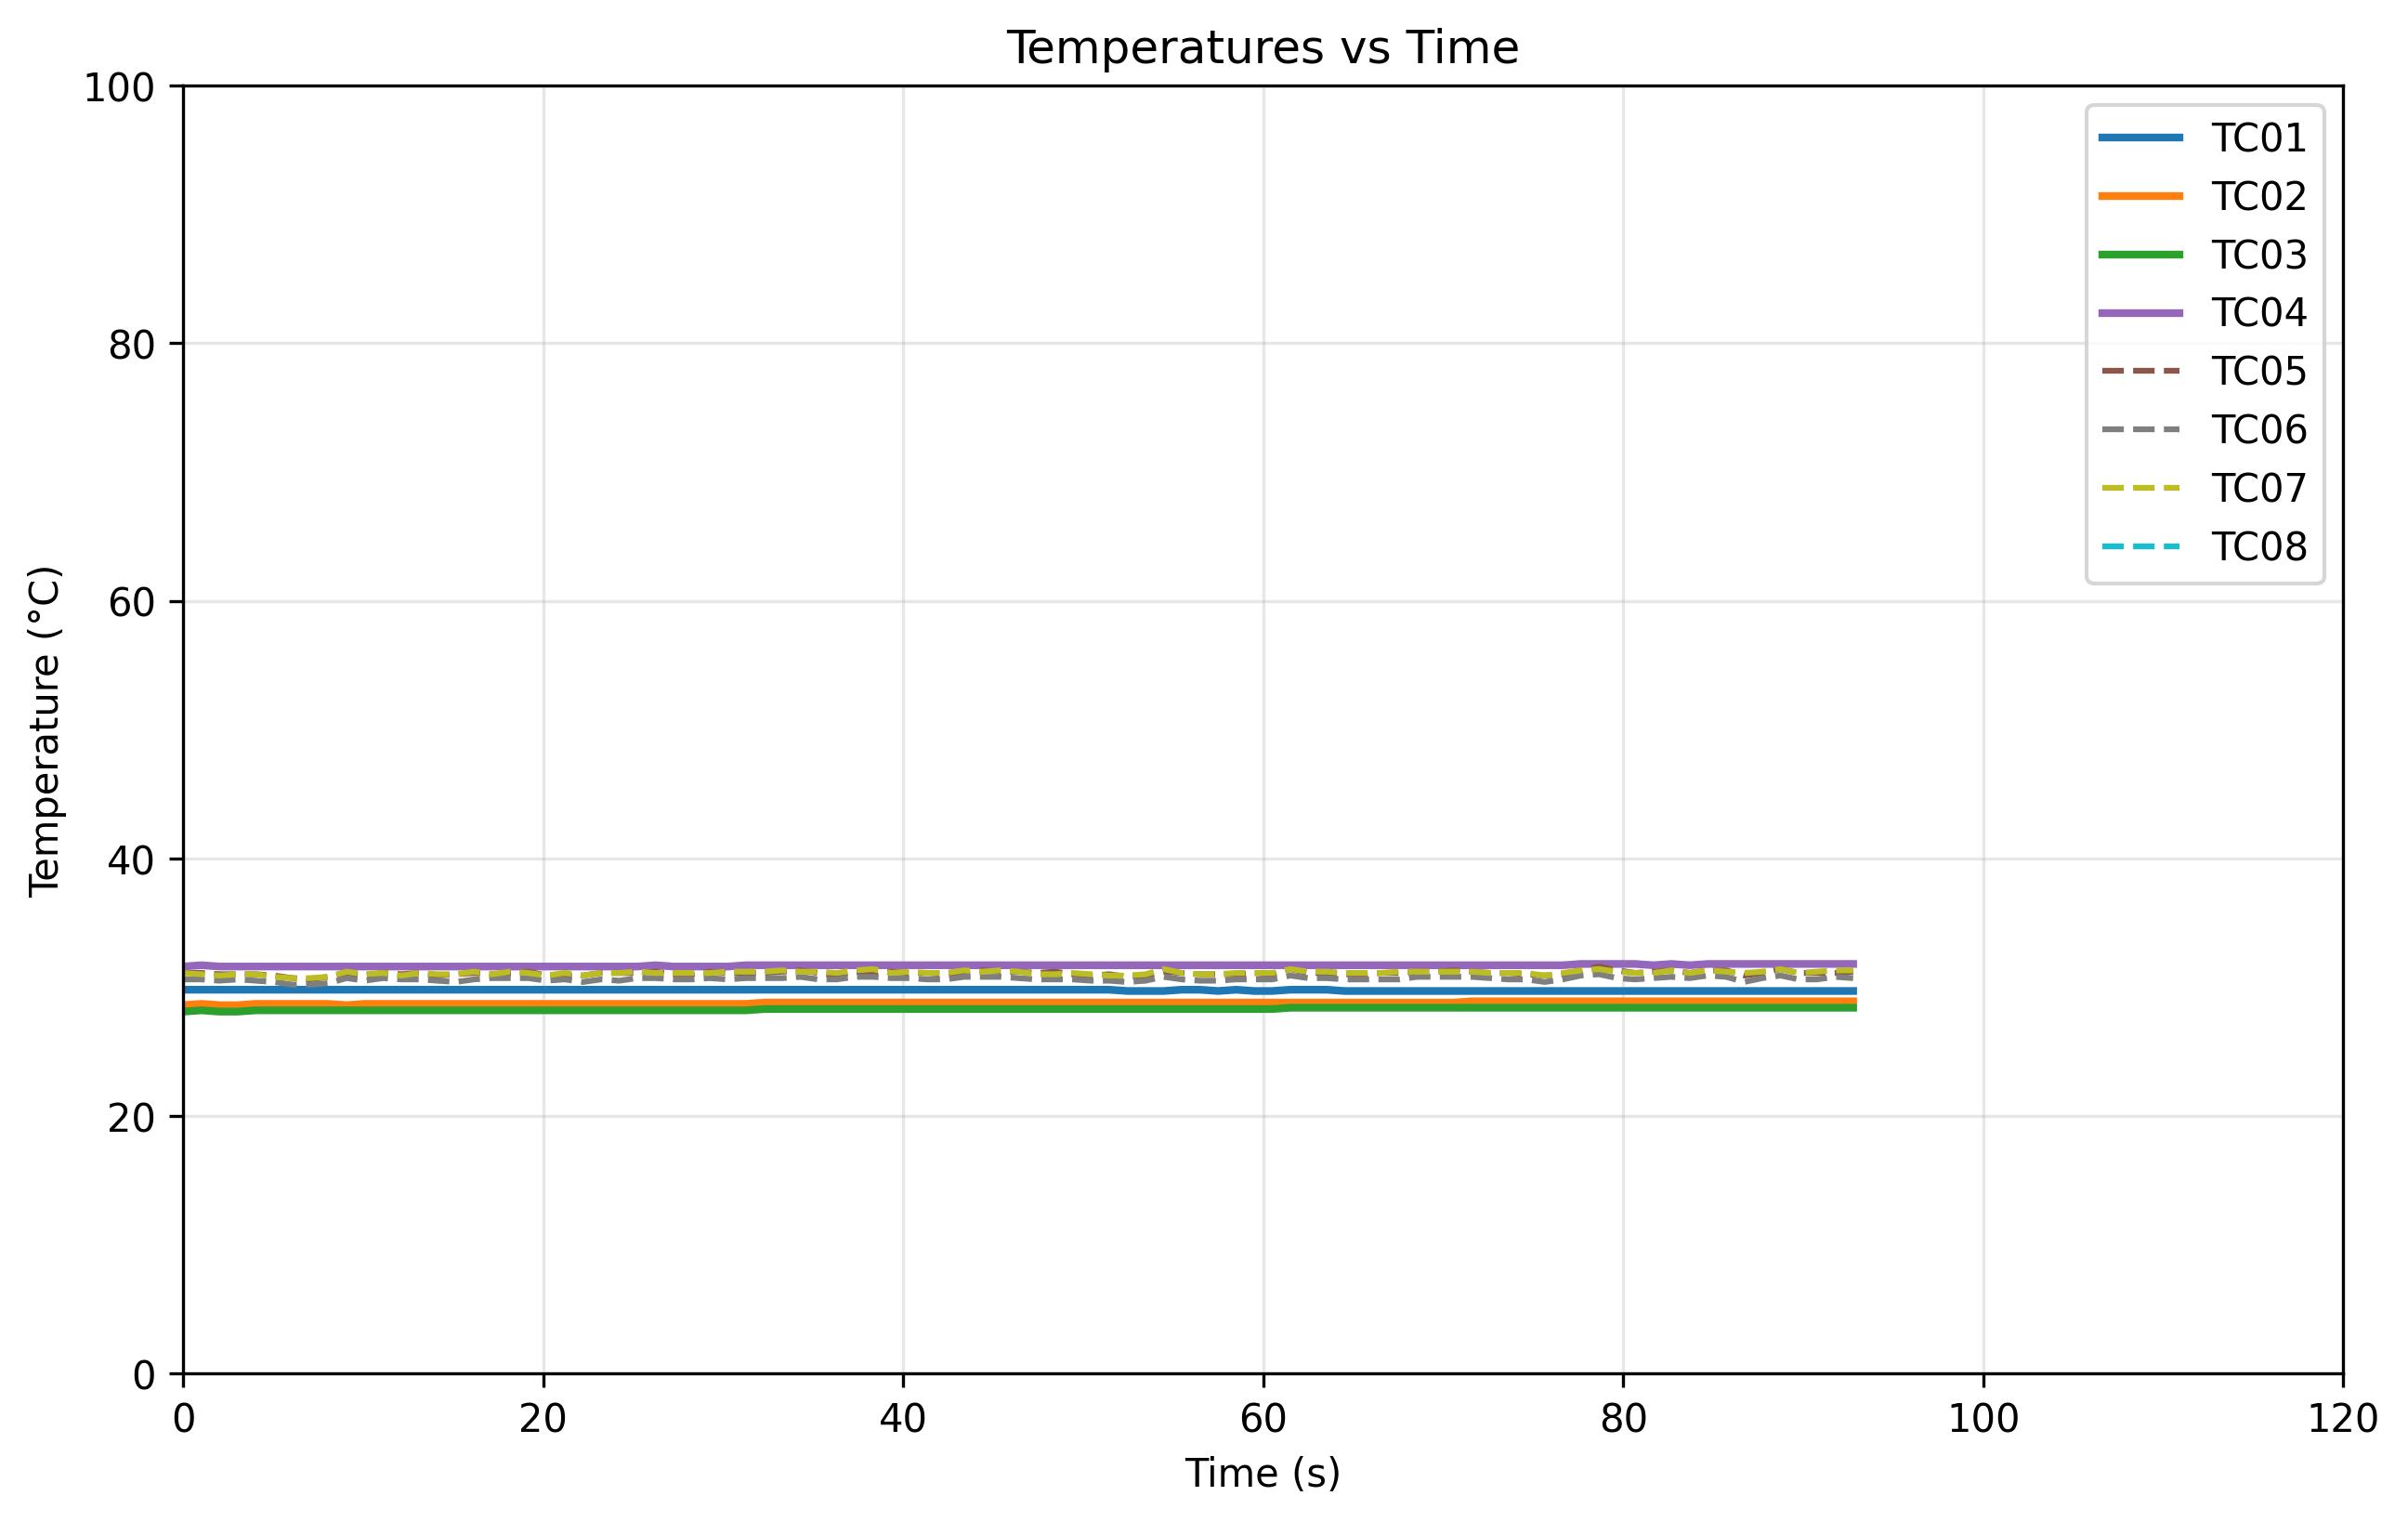 Temperatures vs Time
100
80
60
40
20
0
Temperature (°C)
0 20 40 60 80 100 120
Time (s)
TC01
TC02
TC03
TC04
TC05
TC06
TC07
TC08